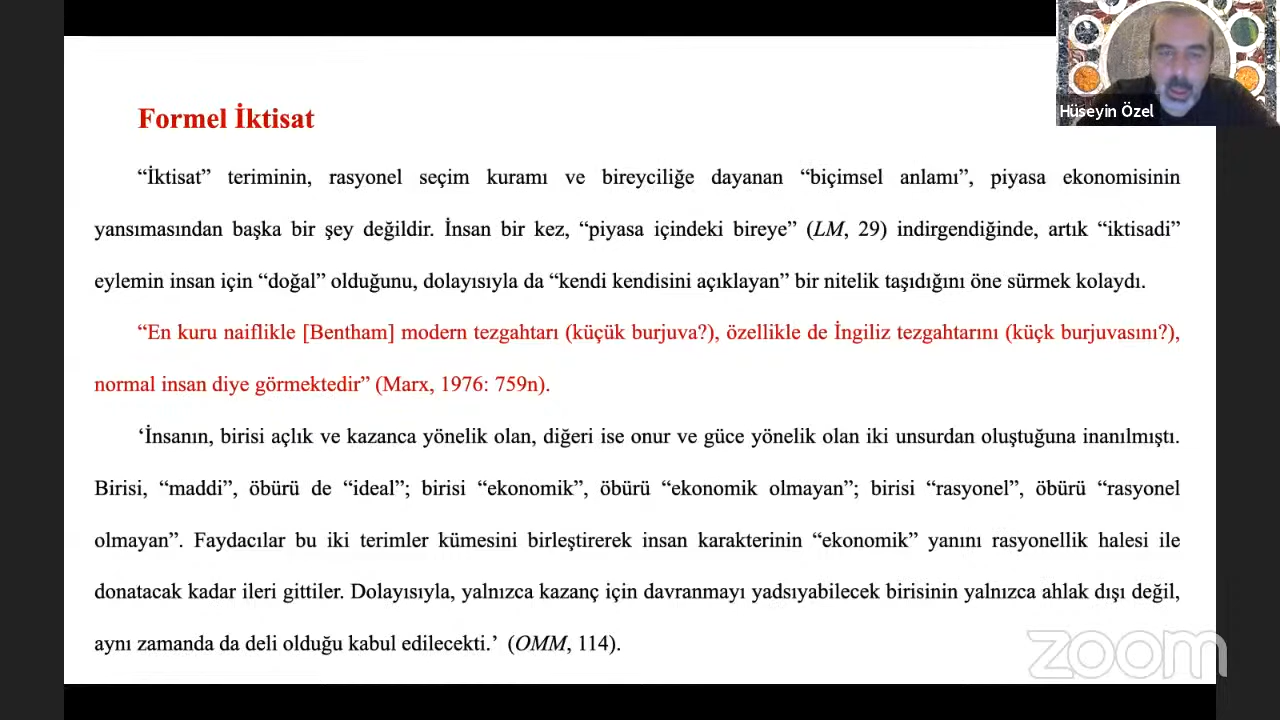 Hüseyin Özel
Formel İktisat
“İktisat” teriminin, rasyonel seçim kuramı ve bireyciliğe dayanan “biçimsel anlamı”, piyasa ekonomisinin
yansımasından başka bir şey değildir. İnsan bir kez, “piyasa içindeki bireye” (LM, 29) indirgendiğinde, artık “iktisadi”
eylemin insan için “doğal” olduğunu, dolayısıyla da “kendi kendisini açıklayan” bir nitelik taşıdığını öne sürmek kolaydı.
“En kuru naiflikle [Bentham] modern tezgahtarı (küçük burjuva?), özellikle de İngiliz tezgahtarını (küçk burjuvasını?),
normal insan diye görmektedir” (Marx, 1976: 759n).
‘İnsanın, birisi açlık ve kazanca yönelik olan, diğeri ise onur ve güce yönelik olan iki unsurdan oluştuğuna inanılmıştı.
Birisi, “maddi”, öbürü de “ideal”; birisi “ekonomik”, öbürü “ekonomik olmayan”; birisi “rasyonel”, öbürü “rasyonel
olmayan”. Faydacılar bu iki terimler kümesini birleştirerek insan karakterinin “ekonomik” yanını rasyonellik halesi ile
donatacak kadar ileri gittiler. Dolayısıyla, yalnızca kazanç için davranmayı yadsıyabilecek birisinin yalnızca ahlak dışı değil,
aynı zamanda da deli olduğu kabul edilecekti.’ (OMM, 114).
zoom